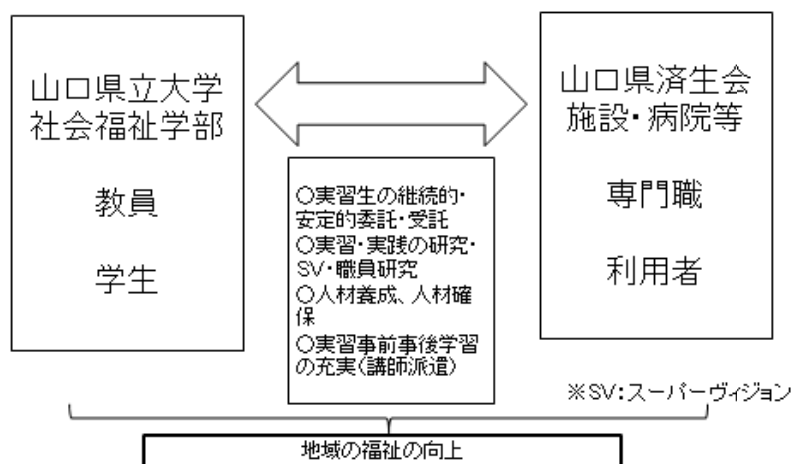 山口県立大学
社会福祉学部
教員
学生
○実習生の継続的・
安定的委託・受託
○実習・実践の研究・
SV・職員研究
○人材養成、人材確
保
○実習事前事後学習
の充実(講師派遣)
山口県済生会
施設・病院等
専門職
利用者
※SV:スーパーヴィジョン
地域の福祉の向上